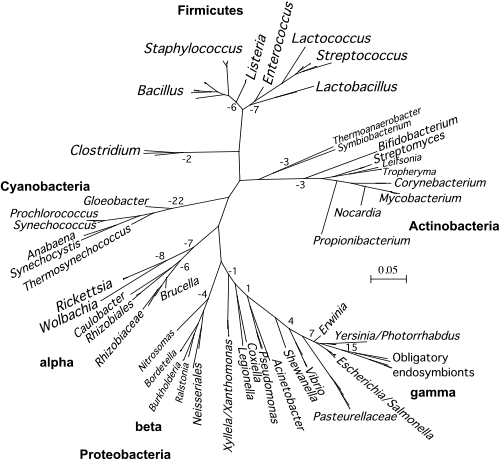 Firmicutes
Staphylococcus
Listeria
Enterococcus
Lactococcus
Streptococcus
Bacillus
Lactobacillus
-6
-7
Clostridium
-2
Thermoanaerobacter
Symbiobacterium
Bifidobacterium
Streptomyces
Leifsonia
Tropheryma
Corynebacterium
Mycobacterium
Nocardia
Propionibacterium
Actinobacteria
-3
-3
Cyanobacteria
Gloeobacter
-22
Prochlorococcus
Synechococcus
Anabaena
Synechocystis
Thermosynechococcus
0.05
-7
-8
-6
Rickettsia
Wolbachia
Caulobacter
Rhizobiales
Rhizobiaceae
Brucella
alpha
-4
Nitrosomas
Bordetella
Burkholderia
Ralstonia
Neisseriales
beta
Proteobacteria
-1
1
4
7
15
Xyllela/Xanthomonas
Legionella
Coxiella
Pseudomonas
Acinetobacter
Shewanella
Vibrio
Pasteurellaceae
Escherichia/Salmonella
Erwinia
Yersinia/Photorrhabdus
Obligatory
endosymbionts
gamma